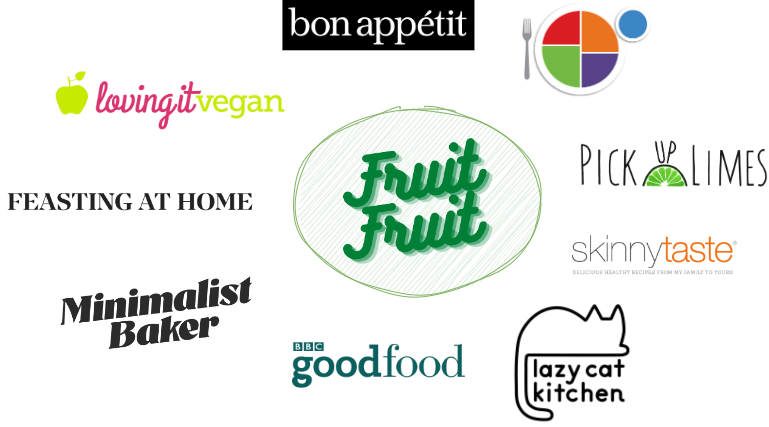 bon appétit
lovingitvegan
PICK UP LIMES
Fruit
Fruit
FEASTING AT HOME
skinnytaste®
DELICIOUS HEALTHY RECIPES FROM MY FAMILY TO YOURS
Minimalist
Baker
BBC
goodfood
lazy cat
kitchen